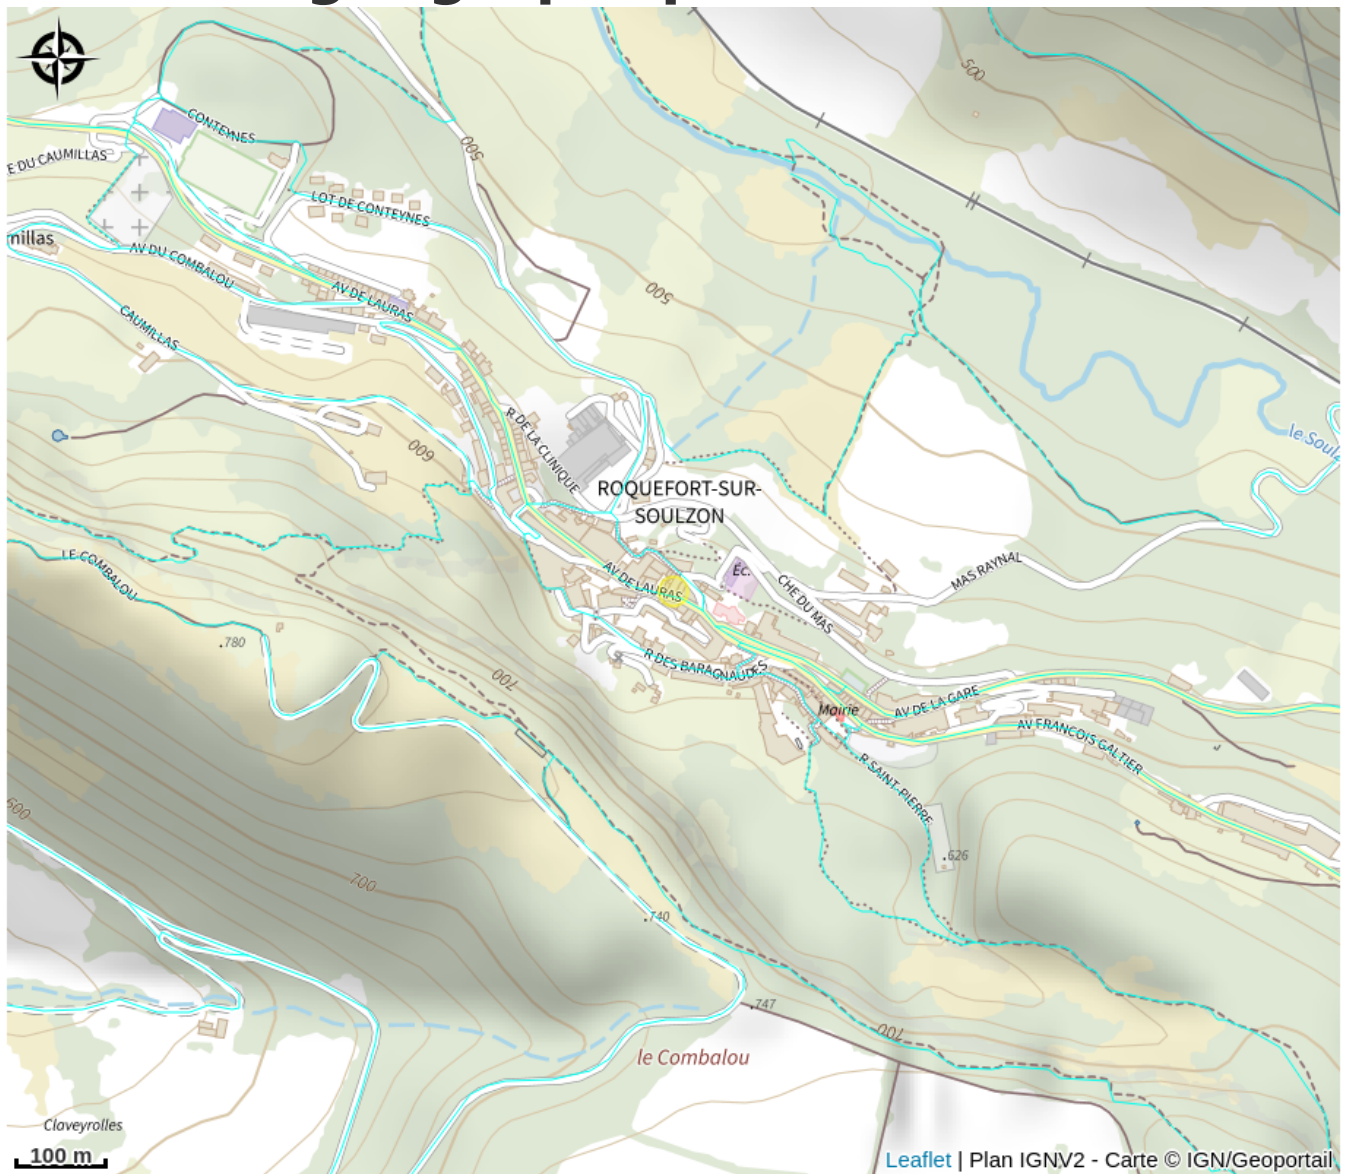 500
CONTEYNES
500
E DU CAUMILLAS
LOT DE CONTEYNES
nillas
AV DU COMBALOU
500
AV DE LAURAS
CAUMILLAS
le Soulz
R DE LA CLINIQUE
600
ROQUEFORT-SUR-
SOULZON
LE COMBALOU
MAS RAYNAL
Éc.
AV DE LAURAS
CHE DU MAS
.780
R DES BARAGNAUDES
700
AV DE LA GARE
Mairie
AV FRANCOIS GALTIER
R SAINT-PIERRE
600
.626
700
.740
.747
700
le Combalou
Claveyrolles
100 m
Leaflet | Plan IGNV2 - Carte © IGN/Geoportail